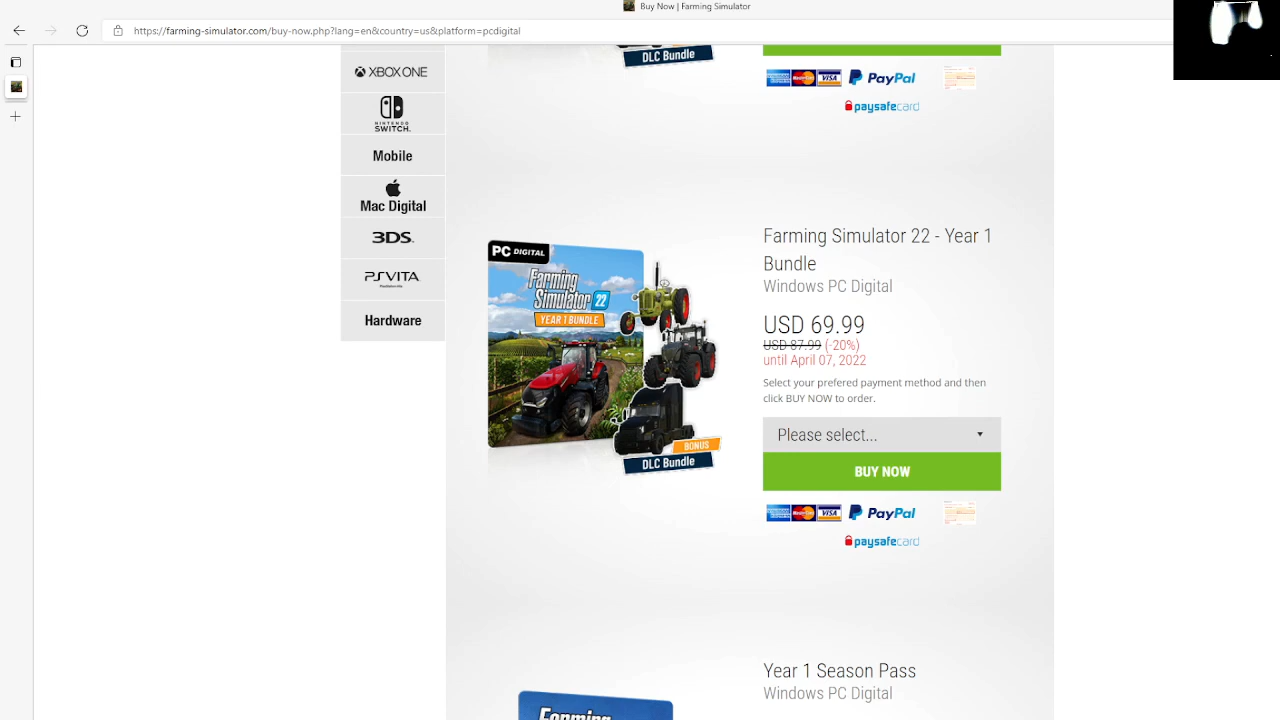 Buy Now | Farming Simulator
https://farming-simulator.com/buy-now.php?lang=en&country=us&platform=pcdigital
DLC Bundle
PayPal
paysafecard
XBOX ONE
NINTENDO
SWITCH
Mobile
Mac Digital
3DS
PSVITA
Hardware
PC DIGITAL
Farming
Simulator 22
YEAR 1 BUNDLE
BONUS
DLC Bundle
Farming Simulator 22 - Year 1
Bundle
Windows PC Digital
USD 69.99
USD 87.99 (-20%)
until April 07, 2022
Select your prefered payment method and then
click BUY NOW to order.
Please select...
BUY NOW
VISA PayPal
paysafecard
Year 1 Season Pass
Windows PC Digital
Farming